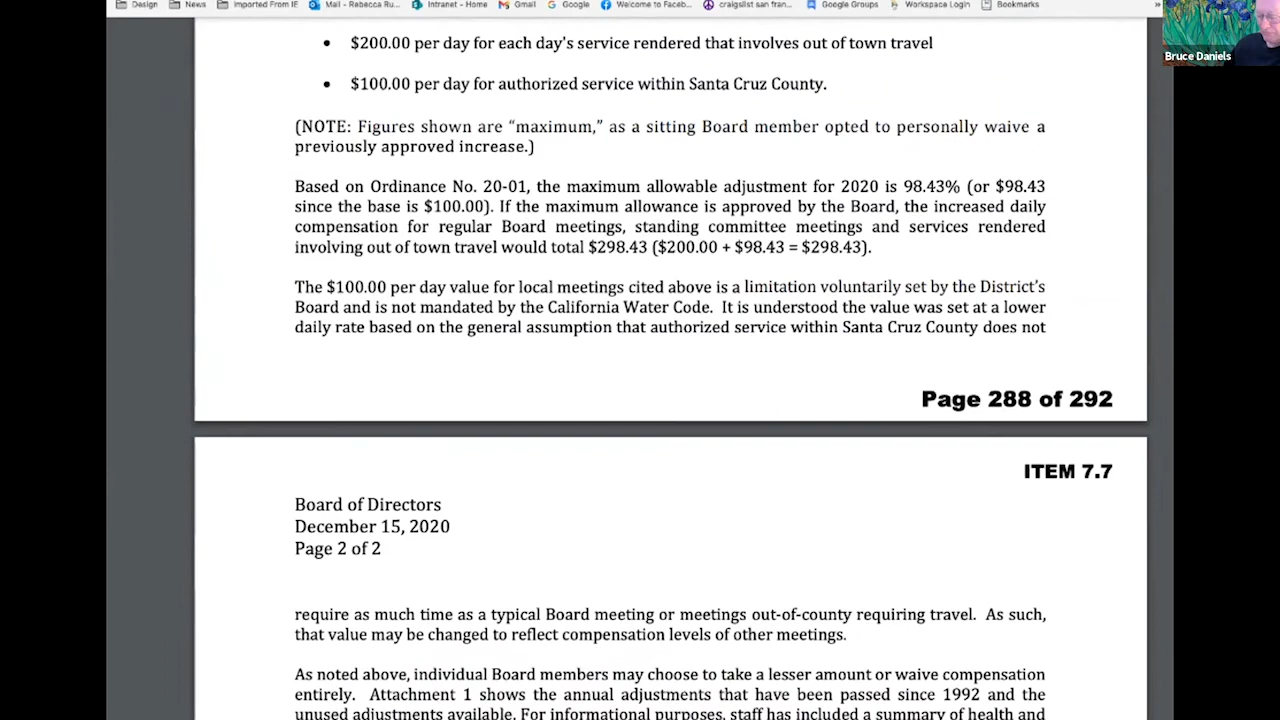 Design News Imported From IE Mail - Rebecca Ru... Intranet - Home Gmail Google Welcome to Faceb... craigslist san fran... Google Groups Workspace Login Bookmarks »
Bruce Daniels
• $200.00 per day for each day's service rendered that involves out of town travel
• $100.00 per day for authorized service within Santa Cruz County.
(NOTE: Figures shown are “maximum,” as a sitting Board member opted to personally waive a
previously approved increase.)
Based on Ordinance No. 20-01, the maximum allowable adjustment for 2020 is 98.43% (or $98.43
since the base is $100.00). If the maximum allowance is approved by the Board, the increased daily
compensation for regular Board meetings, standing committee meetings and services rendered
involving out of town travel would total $298.43 ($200.00 + $98.43 = $298.43).
The $100.00 per day value for local meetings cited above is a limitation voluntarily set by the District’s
Board and is not mandated by the California Water Code. It is understood the value was set at a lower
daily rate based on the general assumption that authorized service within Santa Cruz County does not
Page 288 of 292
ITEM 7.7
Board of Directors
December 15, 2020
Page 2 of 2
require as much time as a typical Board meeting or meetings out-of-county requiring travel. As such,
that value may be changed to reflect compensation levels of other meetings.
As noted above, individual Board members may choose to take a lesser amount or waive compensation
entirely. Attachment 1 shows the annual adjustments that have been passed since 1992 and the
unused adjustments available. For informational purposes, staff has included a summary of health and